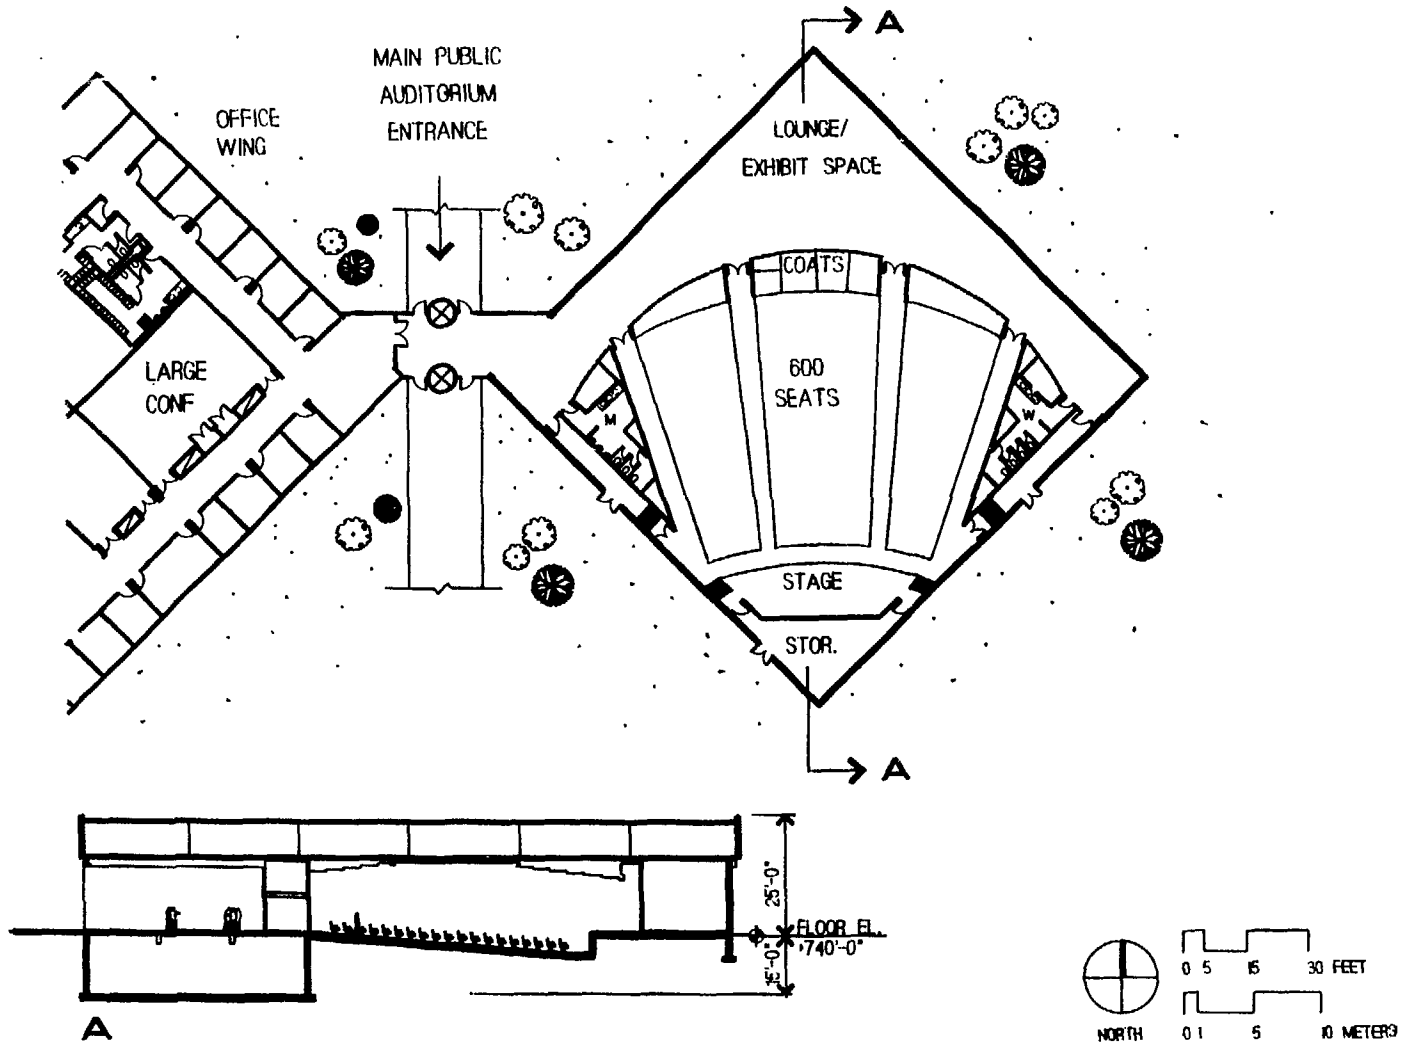 A
MAIN PUBLIC
AUDITORIUM
ENTRANCE
OFFICE
WING
LOUNGE/
EXHIBIT SPACE
COATS
LARGE
CONF
600
SEATS
M
W
STAGE
STOR.
A
25'-0"
FLOOR EL.
+740'-0"
15'-0"
A
0 5 15 30 FEET
NORTH
0 1 5 10 METERS